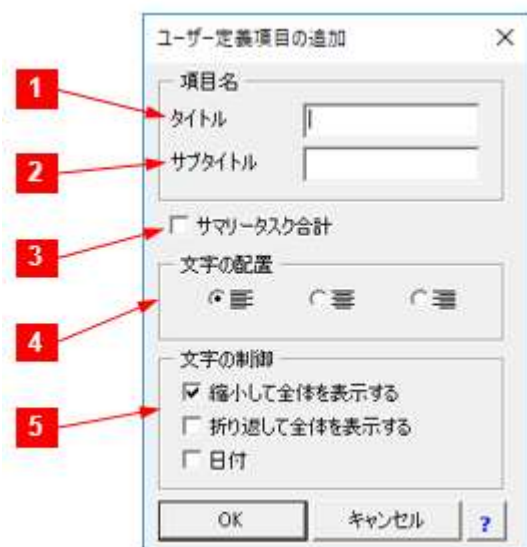 ユーザー定義項目の追加
項目名
1
タイトル
2
サブタイトル
3
サマリータスク合計
文字の配置
4
文字の制御
縮小して全体を表示する
5
折り返して全体を表示する
日付
OK キャンセル ?